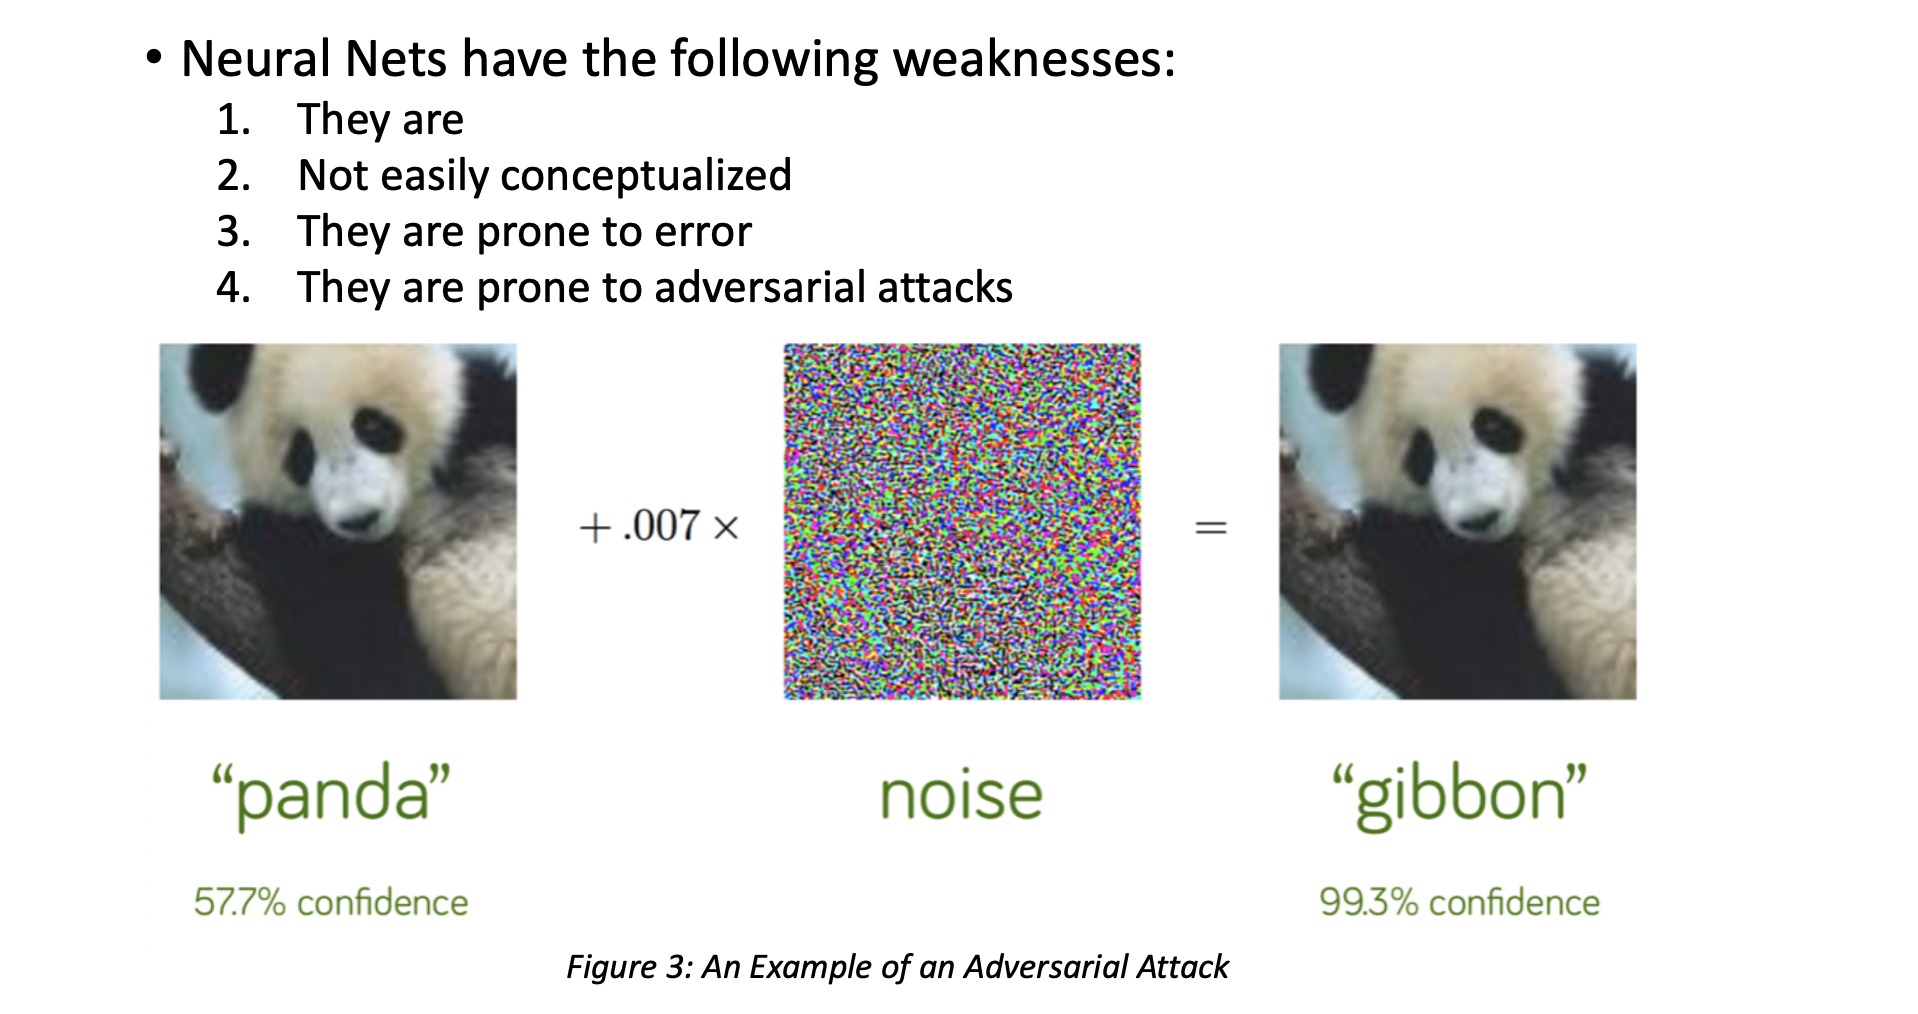 • Neural Nets have the following weaknesses:
1. They are
2. Not easily conceptualized
3. They are prone to error
4. They are prone to adversarial attacks
+ .007 ×
=
“panda” noise “gibbon”
57.7% confidence 99.3% confidence
Figure 3: An Example of an Adversarial Attack